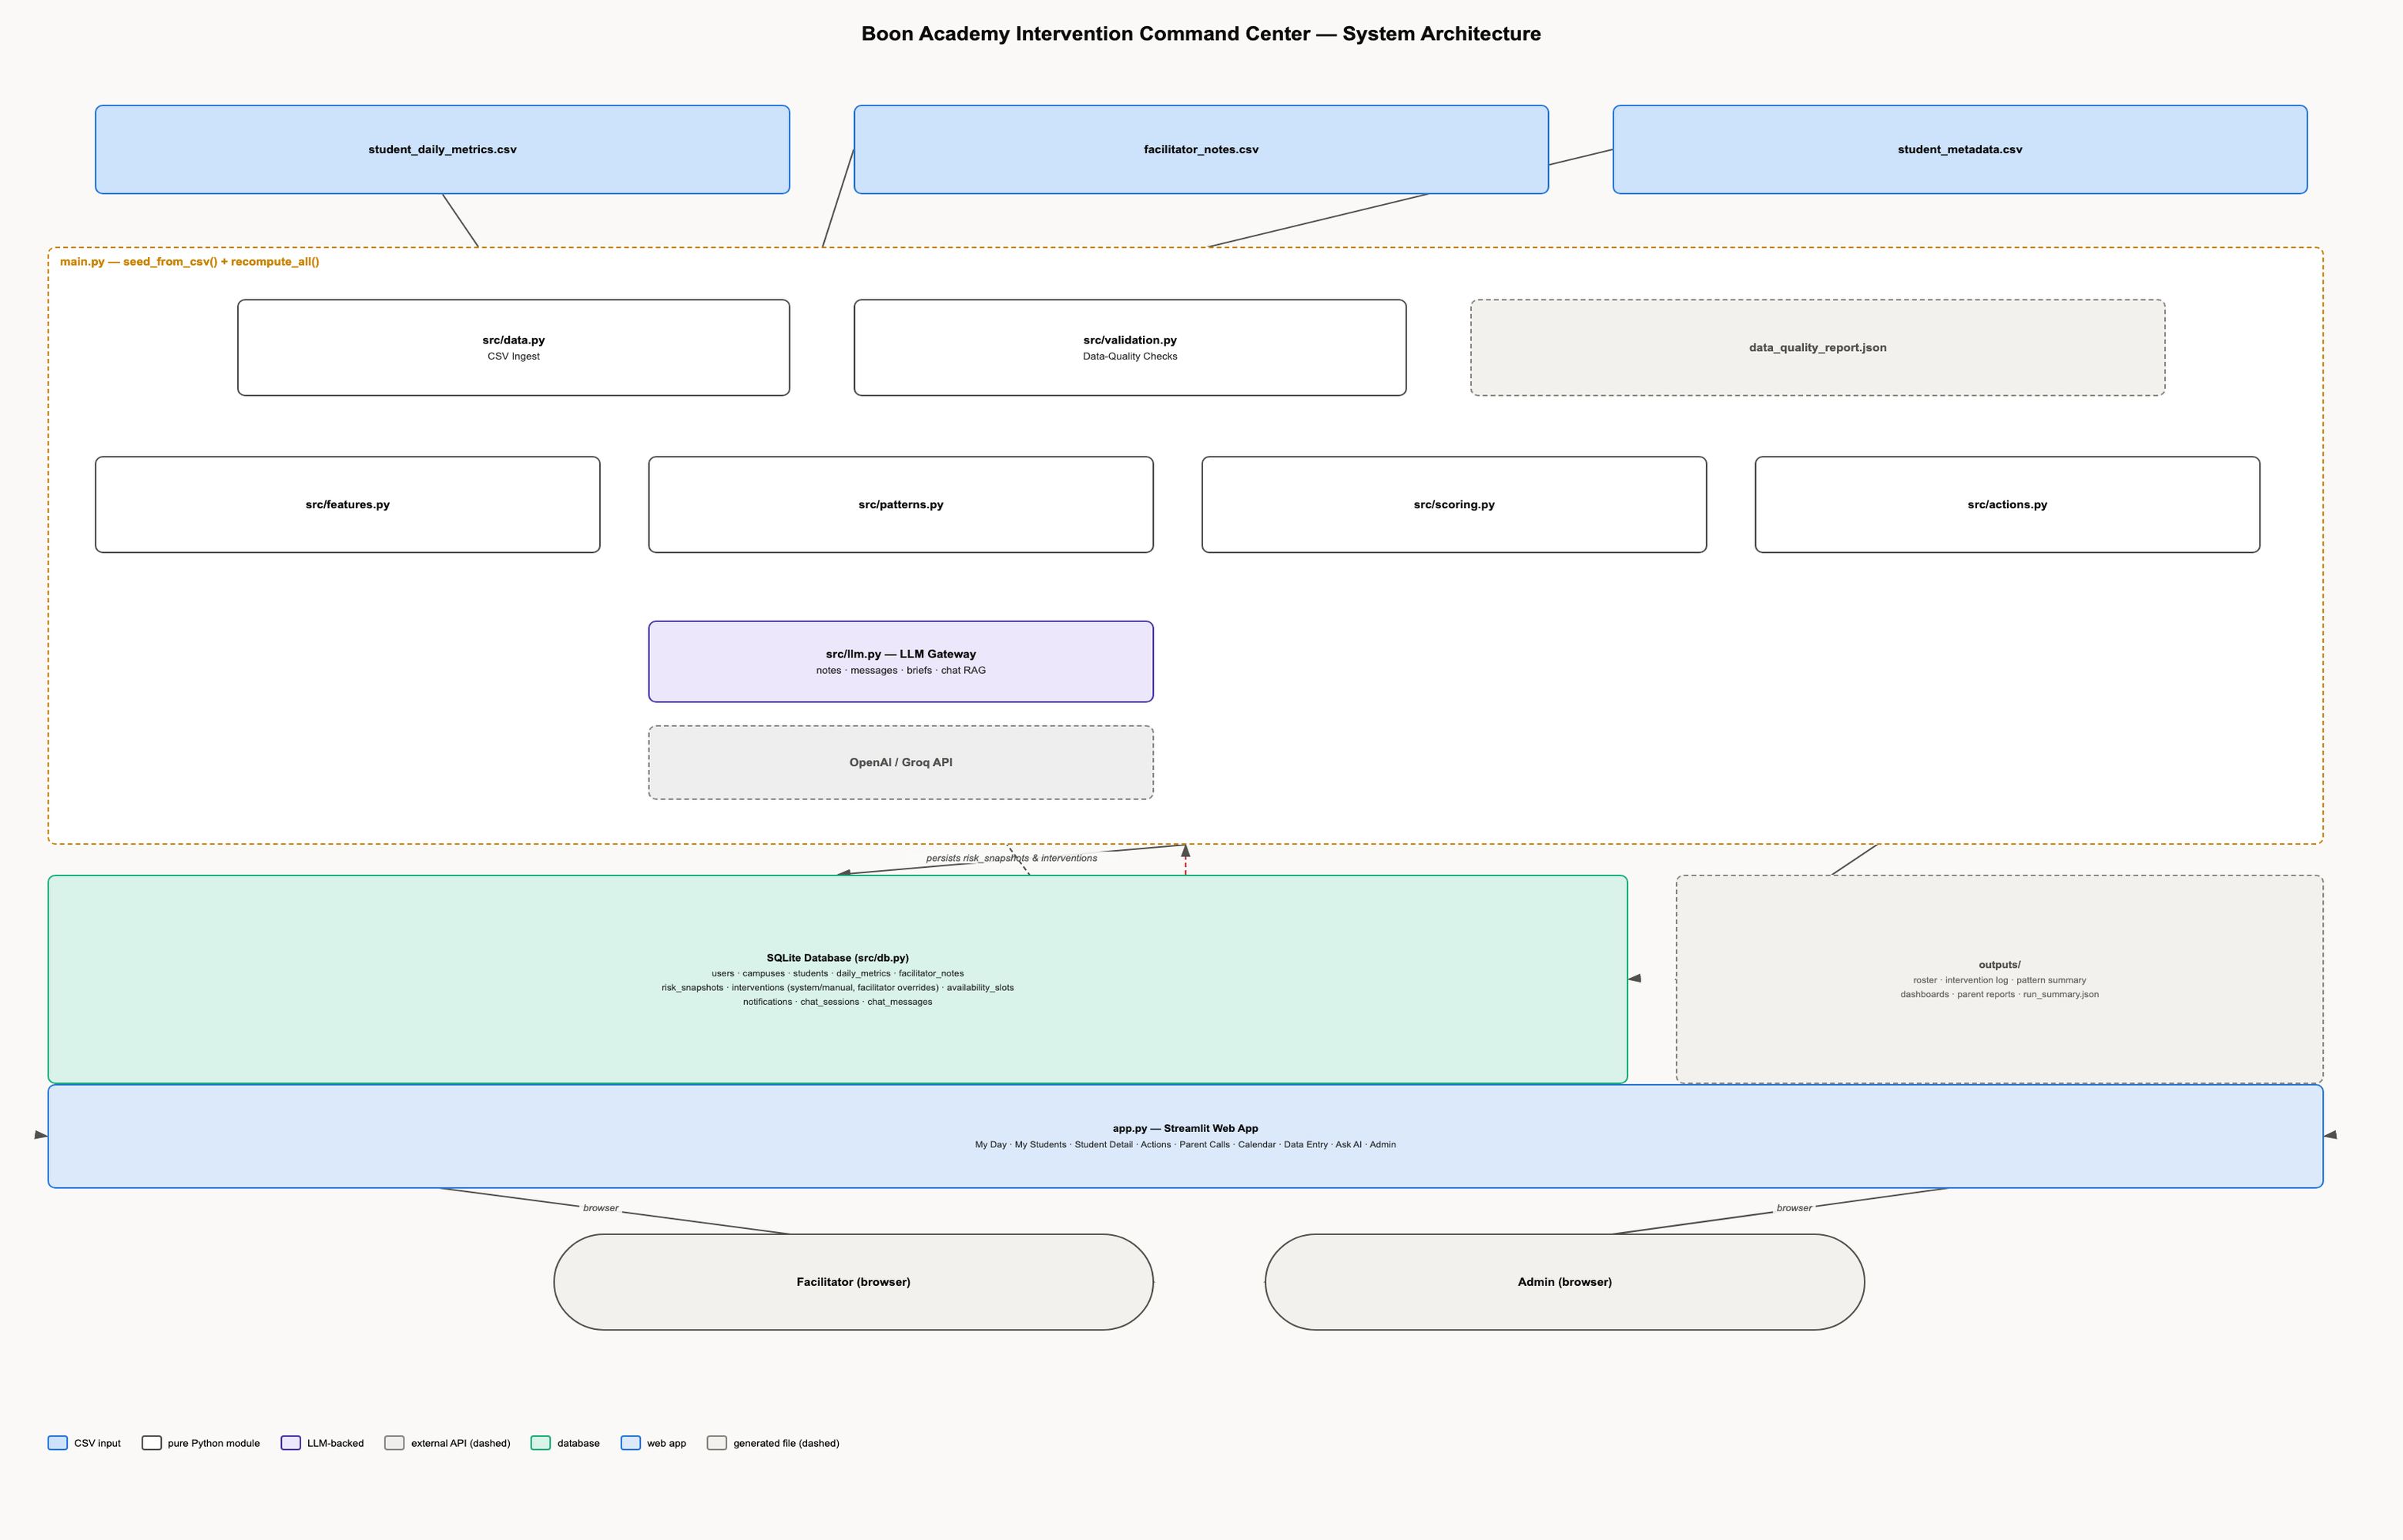 Boon Academy Intervention Command Center — System Architecture
student_daily_metrics.csv
facilitator_notes.csv
student_metadata.csv
main.py — seed_from_csv() + recompute_all()
src/data.py
CSV Ingest
src/validation.py
Data-Quality Checks
data_quality_report.json
src/features.py
src/patterns.py
src/scoring.py
src/actions.py
src/llm.py — LLM Gateway
notes · messages · briefs · chat RAG
OpenAI / Groq API
persists risk_snapshots & interventions
SQLite Database (src/db.py)
users · campuses · students · daily_metrics · facilitator_notes
risk_snapshots · interventions (system/manual, facilitator overrides) · availability_slots
notifications · chat_sessions · chat_messages
outputs/
roster · intervention log · pattern summary
dashboards · parent reports · run_summary.json
app.py — Streamlit Web App
My Day · My Students · Student Detail · Actions · Parent Calls · Calendar · Data Entry · Ask AI · Admin
browser
browser
Facilitator (browser)
Admin (browser)
CSV input
pure Python module
LLM-backed
external API (dashed)
database
web app
generated file (dashed)